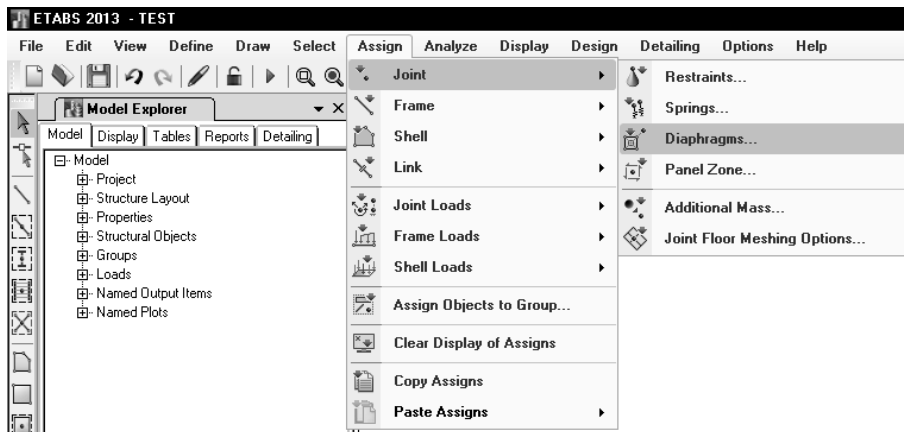 ETABS 2013 - TEST
File Edit View Define Draw Select Assign Analyze Display Design Detailing Options Help
Model Explorer
Model Display Tables Reports Detailing
Model
Project
Structure Layout
Properties
Structural Objects
Groups
Loads
Named Output Items
Named Plots
Joint
Frame
Shell
Link
Joint Loads
Frame Loads
Shell Loads
Assign Objects to Group...
Clear Display of Assigns
Copy Assigns
Paste Assigns
Restraints...
Springs...
Diaphragms...
Panel Zone...
Additional Mass...
Joint Floor Meshing Options...